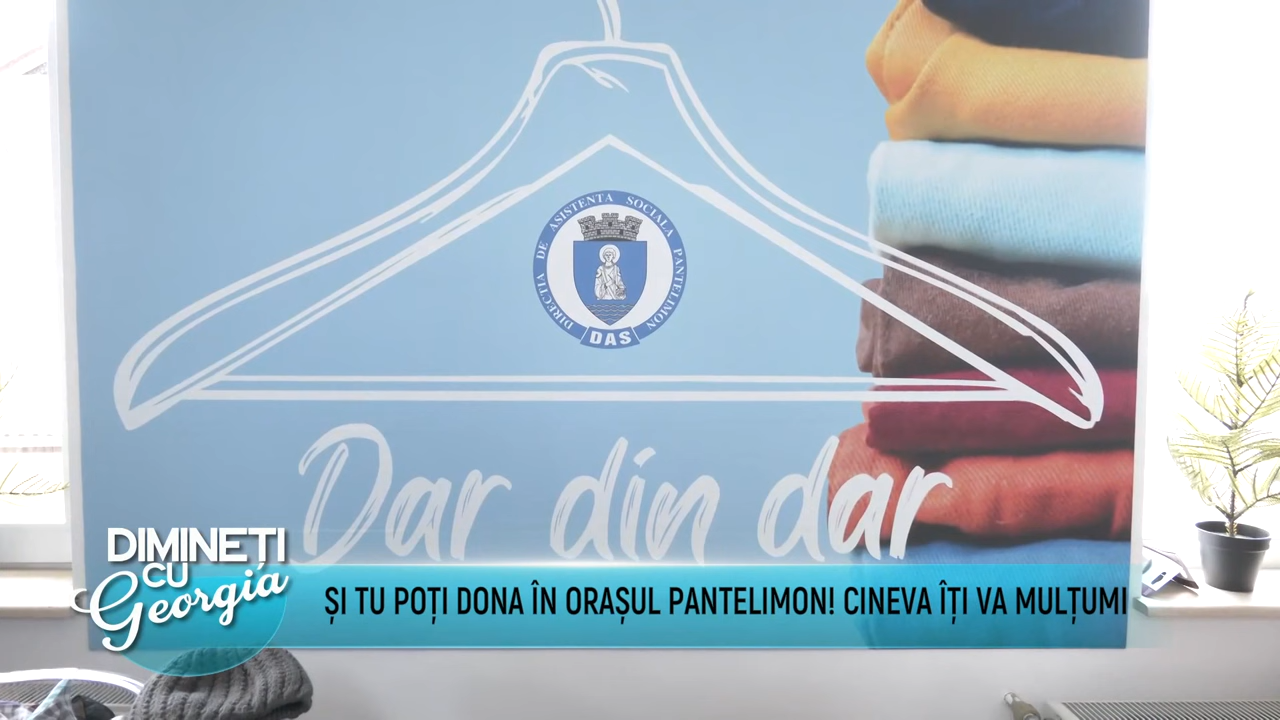 DIRECTIA DE ASISTENTA SOCIALA PANTELIMON
DAS
Dar din dar
DIMINEȚI
CU
Georgia
ȘI TU POȚI DONA ÎN ORAȘUL PANTELIMON! CINEVA ÎȚI VA MULȚUMI